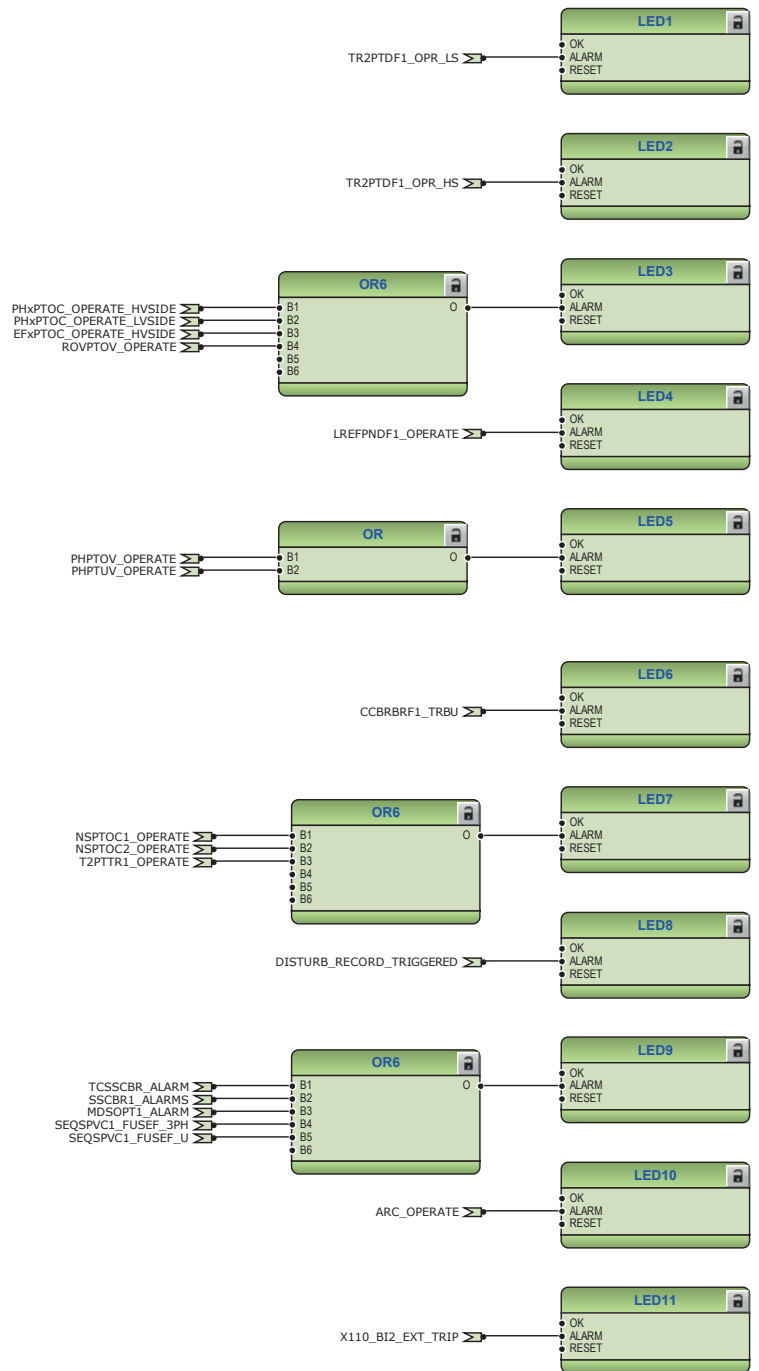 LED1
OK
TR2PTDF1_OPR_LS
ALARM
RESET
LED2
OK
TR2PTDF1_OPR_HS
ALARM
RESET
OR6
PHxPTOC_OPERATE_HVSIDE
B1
O
PHxPTOC_OPERATE_LVSIDE
B2
EFxPTOC_OPERATE_HVSIDE
B3
ROVPTOV_OPERATE
B4
B5
B6
LED3
OK
ALARM
RESET
LED4
OK
LREFPNDF1_OPERATE
ALARM
RESET
OR
PHPTOV_OPERATE
B1
O
PHPTUV_OPERATE
B2
LED5
OK
ALARM
RESET
LED6
OK
CCBRBRF1_TRBU
ALARM
RESET
OR6
NSPTOC1_OPERATE
B1
O
NSPTOC2_OPERATE
B2
T2PTTR1_OPERATE
B3
B4
B5
B6
LED7
OK
ALARM
RESET
LED8
OK
DISTURB_RECORD_TRIGGERED
ALARM
RESET
OR6
TCSSCBR_ALARM
B1
O
SSCBR1_ALARMS
B2
MDSOPT1_ALARM
B3
SEQSPVC1_FUSEF_3PH
B4
SEQSPVC1_FUSEF_U
B5
B6
LED9
OK
ALARM
RESET
LED10
OK
ARC_OPERATE
ALARM
RESET
LED11
OK
X110_BI2_EXT_TRIP
ALARM
RESET